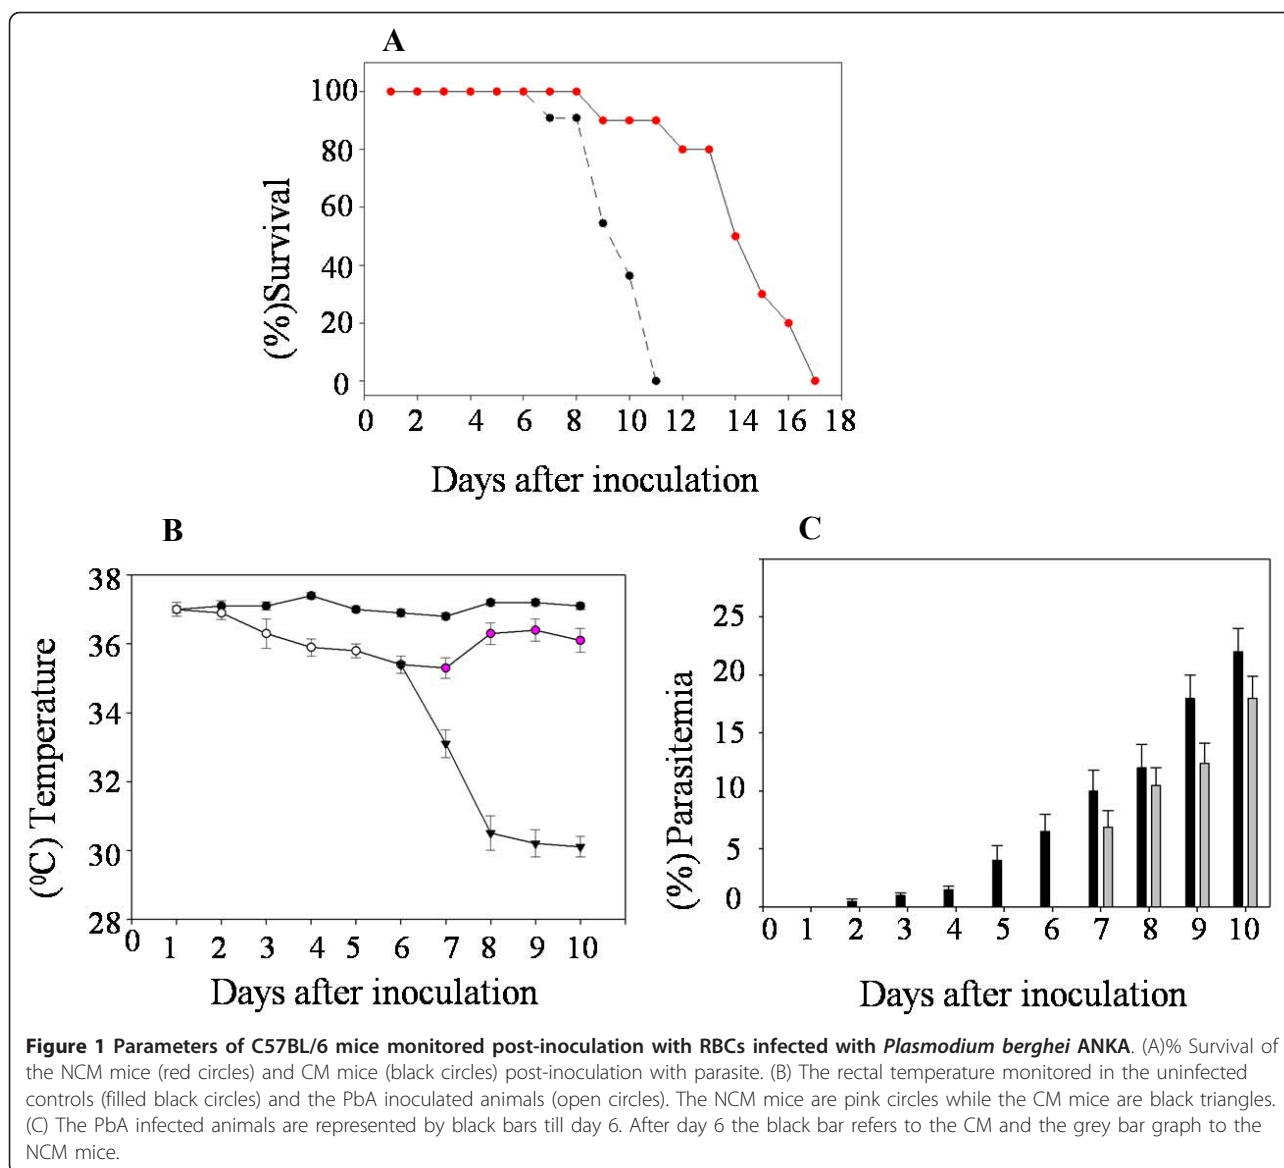 A
100
80
60
40
20
0
(%)Survival
0 2 4 6 8 10 12 14 16 18
Days after inoculation
B
38
36
34
32
30
28
(⁰C) Temperature
0 1 2 3 4 5 6 7 8 9 10
Days after inoculation
C
25
20
15
10
5
0
(%) Parasitemia
0 1 2 3 4 5 6 7 8 9 10
Days after inoculation
Figure 1 Parameters of C57BL/6 mice monitored post-inoculation with RBCs infected with Plasmodium berghei ANKA. (A)% Survival of
the NCM mice (red circles) and CM mice (black circles) post-inoculation with parasite. (B) The rectal temperature monitored in the uninfected
controls (filled black circles) and the PbA inoculated animals (open circles). The NCM mice are pink circles while the CM mice are black triangles.
(C) The PbA infected animals are represented by black bars till day 6. After day 6 the black bar refers to the CM and the grey bar graph to the
NCM mice.